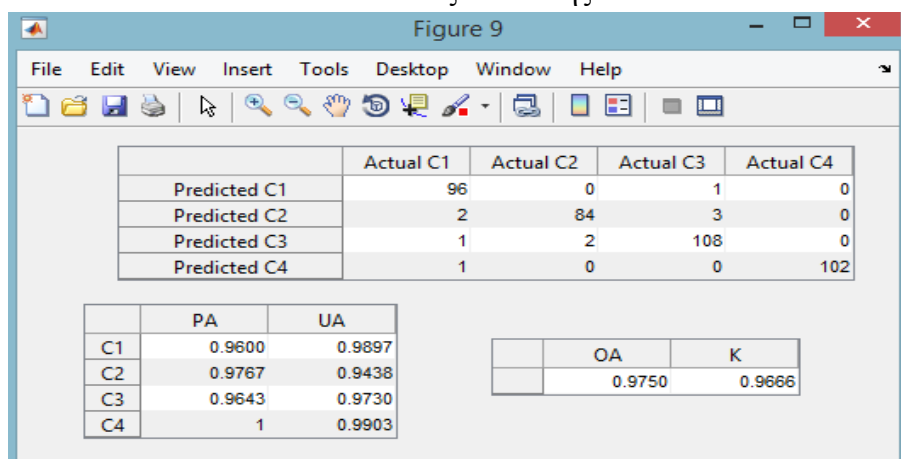 Figure 9
File Edit View Insert Tools Desktop Window Help
Actual C1 Actual C2 Actual C3 Actual C4
Predicted C1 96 0 1 0
Predicted C2 2 84 3 0
Predicted C3 1 2 108 0
Predicted C4 1 0 0 102
PA UA
C1 0.9600 0.9897
C2 0.9767 0.9438
C3 0.9643 0.9730
C4 1 0.9903
OA K
0.9750 0.9666